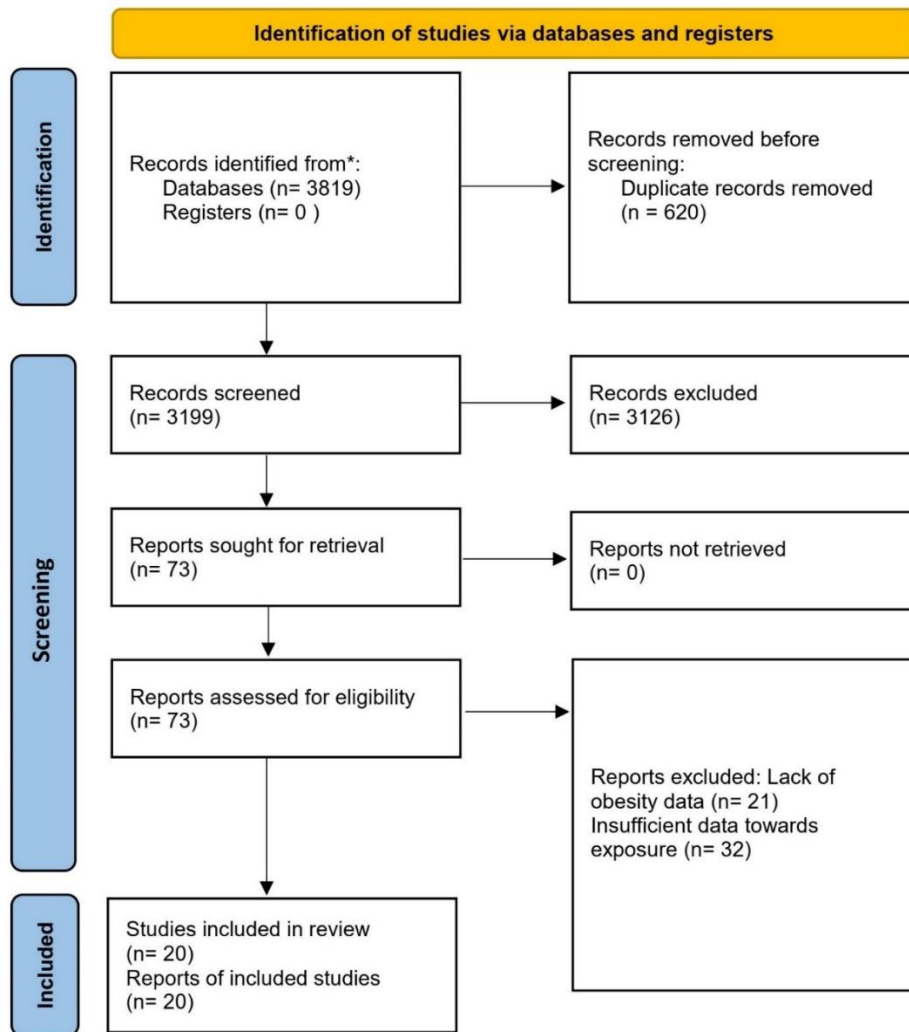 Identification of studies via databases and registers
Identification
Records identified from*:
Databases (n= 3819)
Registers (n= 0 )
Records removed before
screening:
Duplicate records removed
(n = 620)
Screening
Records screened
(n= 3199)
Records excluded
(n= 3126)
Reports sought for retrieval
(n= 73)
Reports not retrieved
(n= 0)
Reports assessed for eligibility
(n= 73)
Reports excluded: Lack of
obesity data (n= 21)
Insufficient data towards
exposure (n= 32)
Included
Studies included in review
(n= 20)
Reports of included studies
(n= 20)